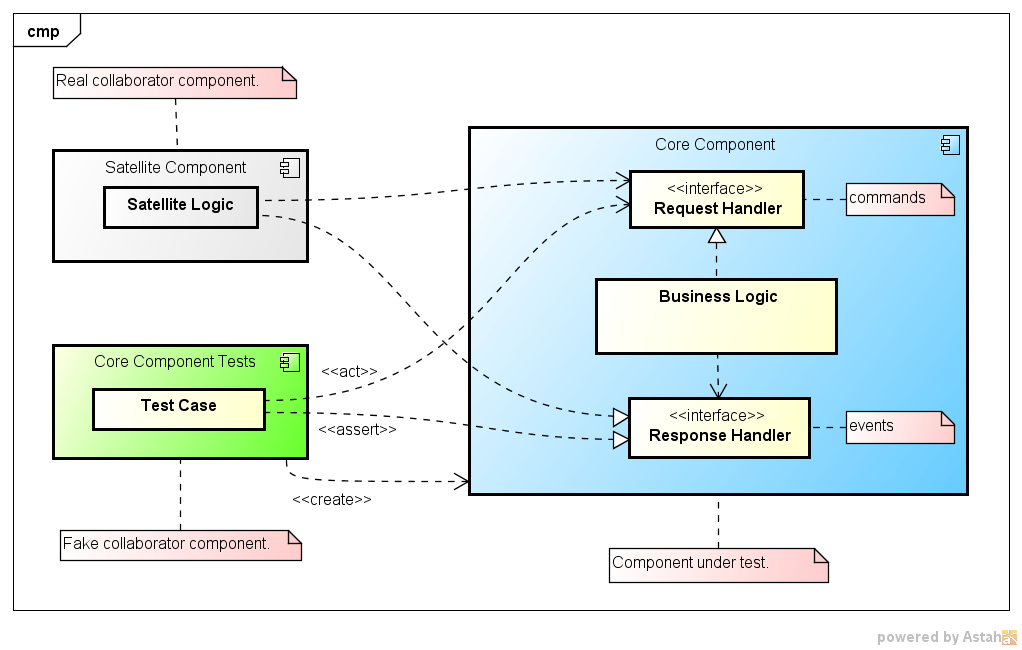 cmp
Real collaborator component.
Satellite Component
Satellite Logic
Core Component
<<interface>>
Request Handler
commands
Business Logic
Core Component Tests
Test Case
<<act>>
<<assert>>
<<create>>
<<interface>>
Response Handler
events
Fake collaborator component.
Component under test.
powered by Astah